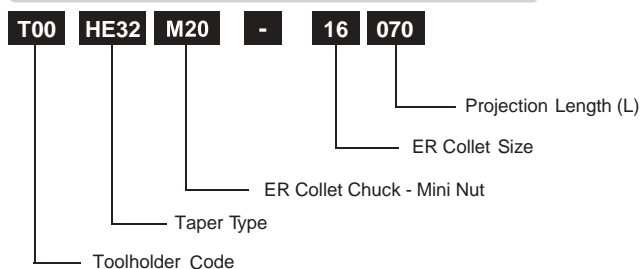 T00 HE32 M20 - 16 070
Projection Length (L)
ER Collet Size
ER Collet Chuck - Mini Nut
Taper Type
Toolholder Code